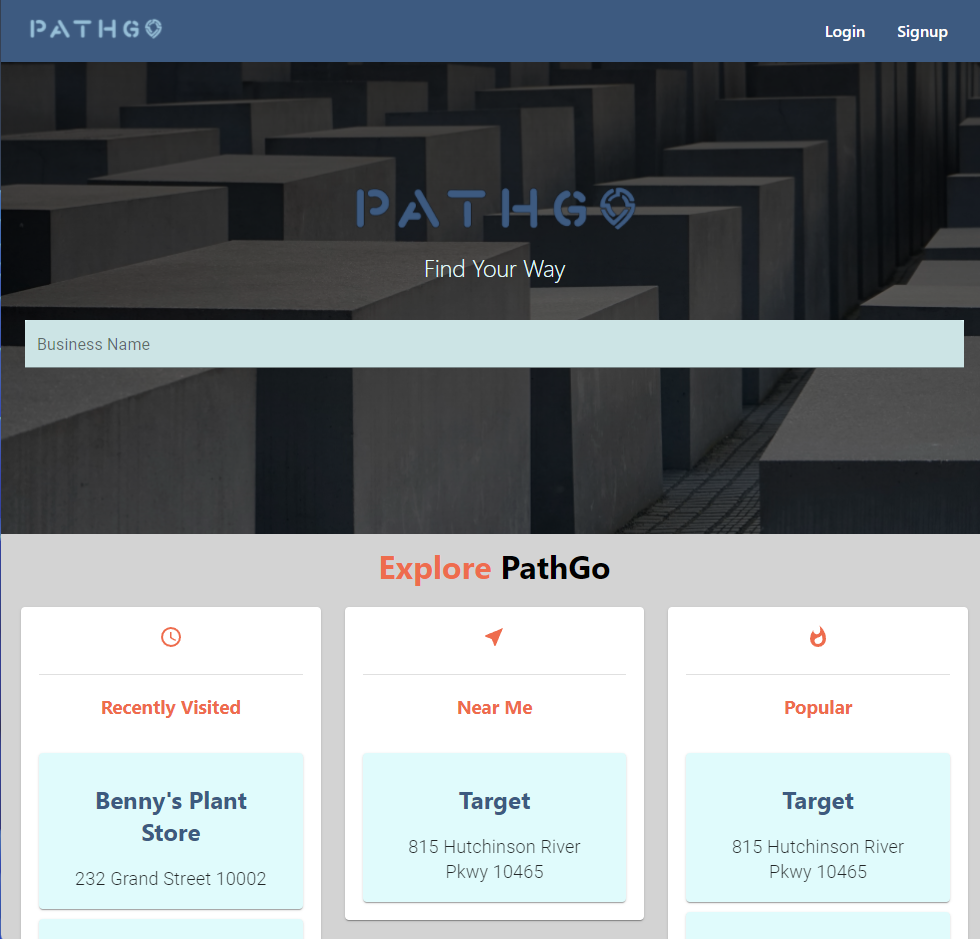 PATHGO
Login
Signup
PATHGO
Find Your Way
Business Name
Explore PathGo
Recently Visited
Benny's Plant
Store
232 Grand Street 10002
Near Me
Target
815 Hutchinson River
Pkwy 10465
Popular
Target
815 Hutchinson River
Pkwy 10465